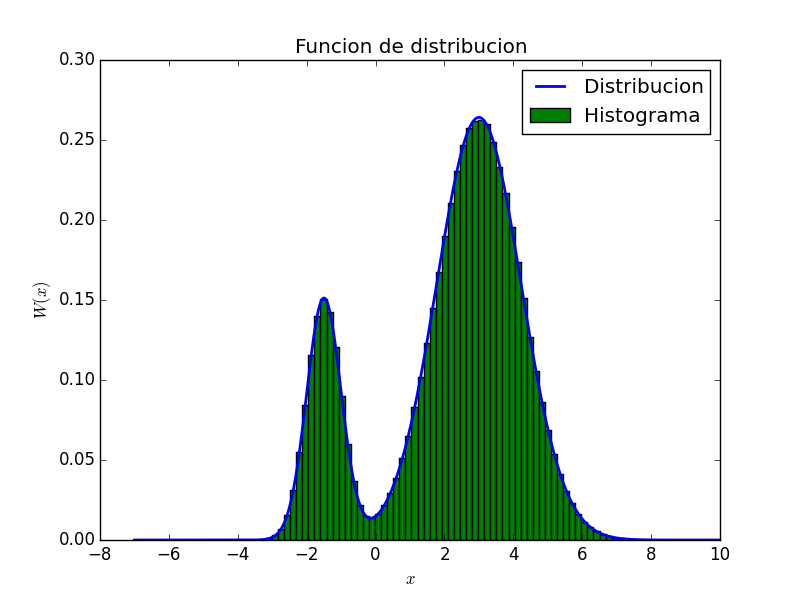 Funcion de distribucion
Distribucion
Histograma
0.30
0.25
0.20
0.15
0.10
0.05
0.00
W(x)
−8 −6 −4 −2 0 2 4 6 8 10
x